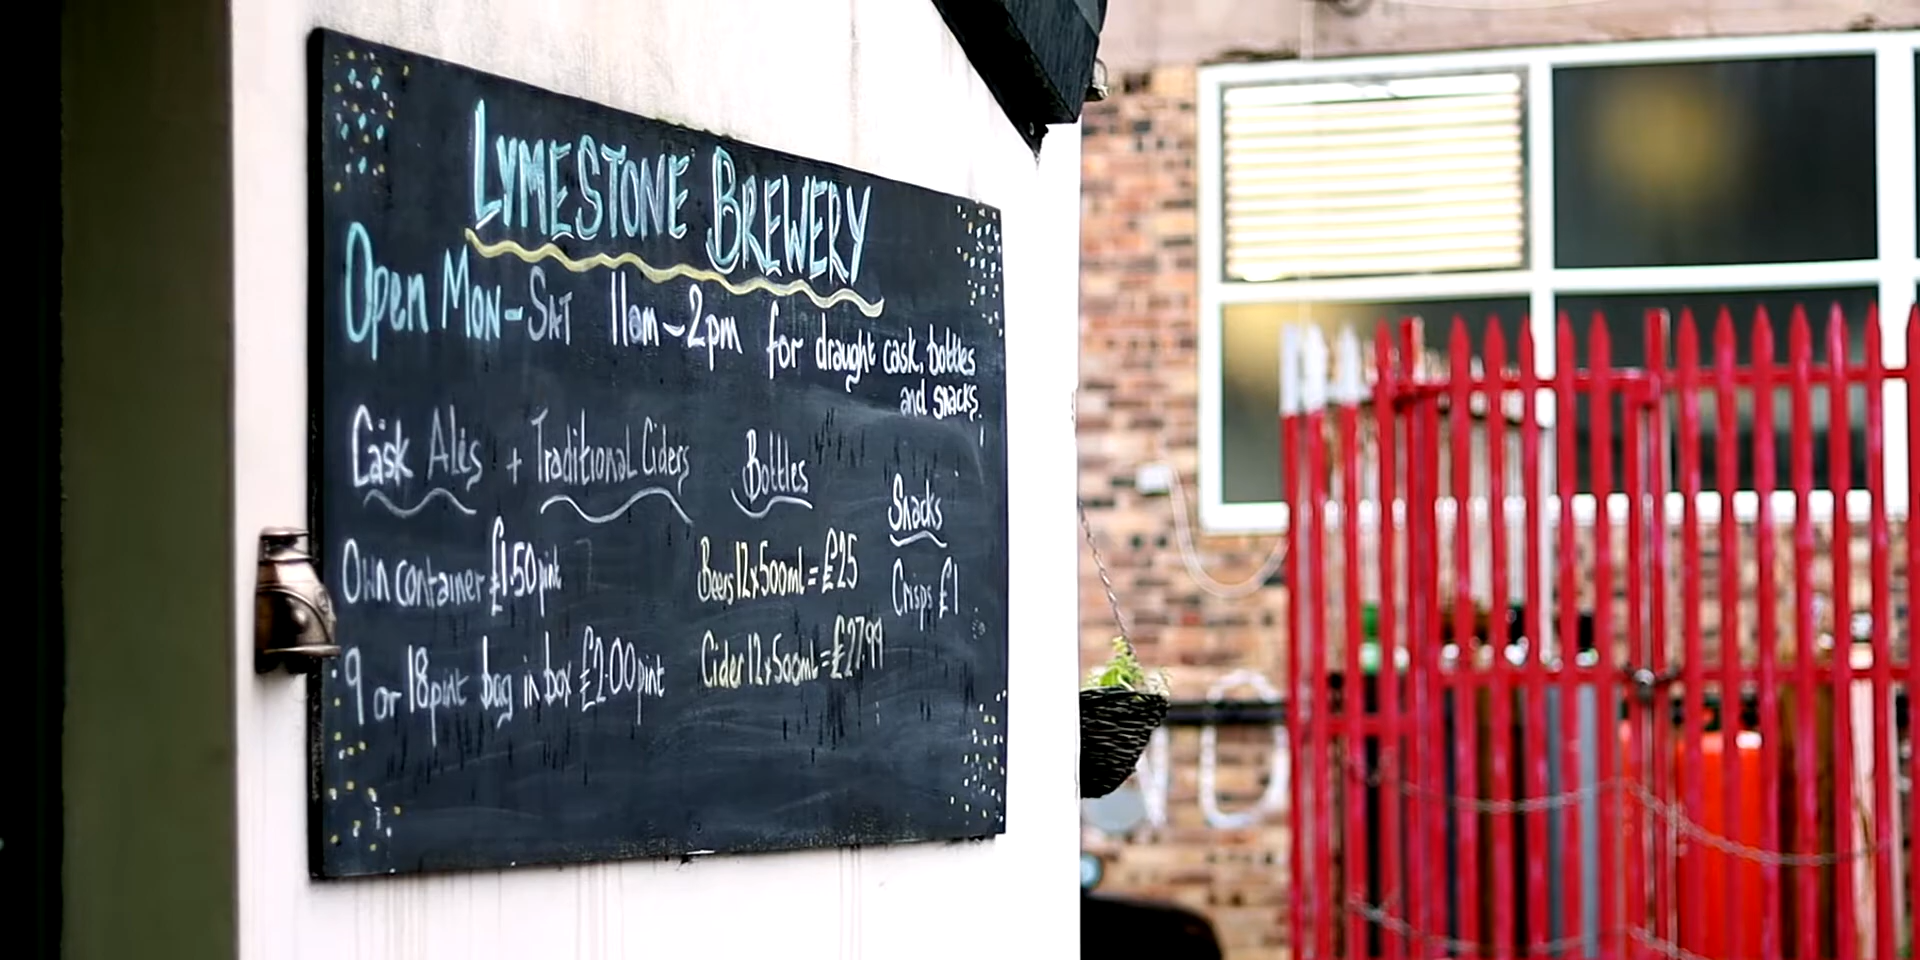 LYMESTONE BREWERY
Open MON-SAT 11am-2pm for draught cask, bottles
and snacks.
Cask Ales + Traditional Ciders
Own container £1.50 pint
9 or 18 pint bag in box £2.00 pint
Bottles
Beers 12x500ml = £25
Cider 12x500ml = £27.99
Snacks
Crisps £1